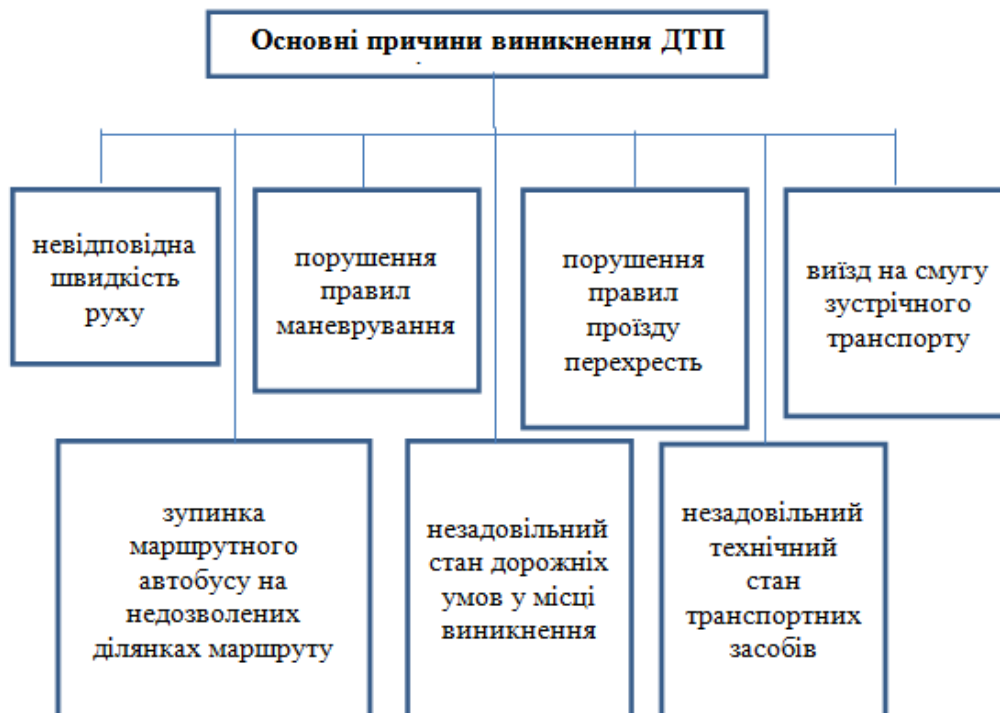 Основні причини виникнення ДТП
невідповідна
швидкість
руху
порушення
правил
маневрування
порушення
правил
проїзду
перехресть
виїзд на смугу
зустрічного
транспорту
зупинка
маршрутного
автобусу на
недозволених
ділянках маршруту
незадовільний
стан дорожніх
умов у місці
виникнення
незадовільний
технічний
стан
транспортних
засобів